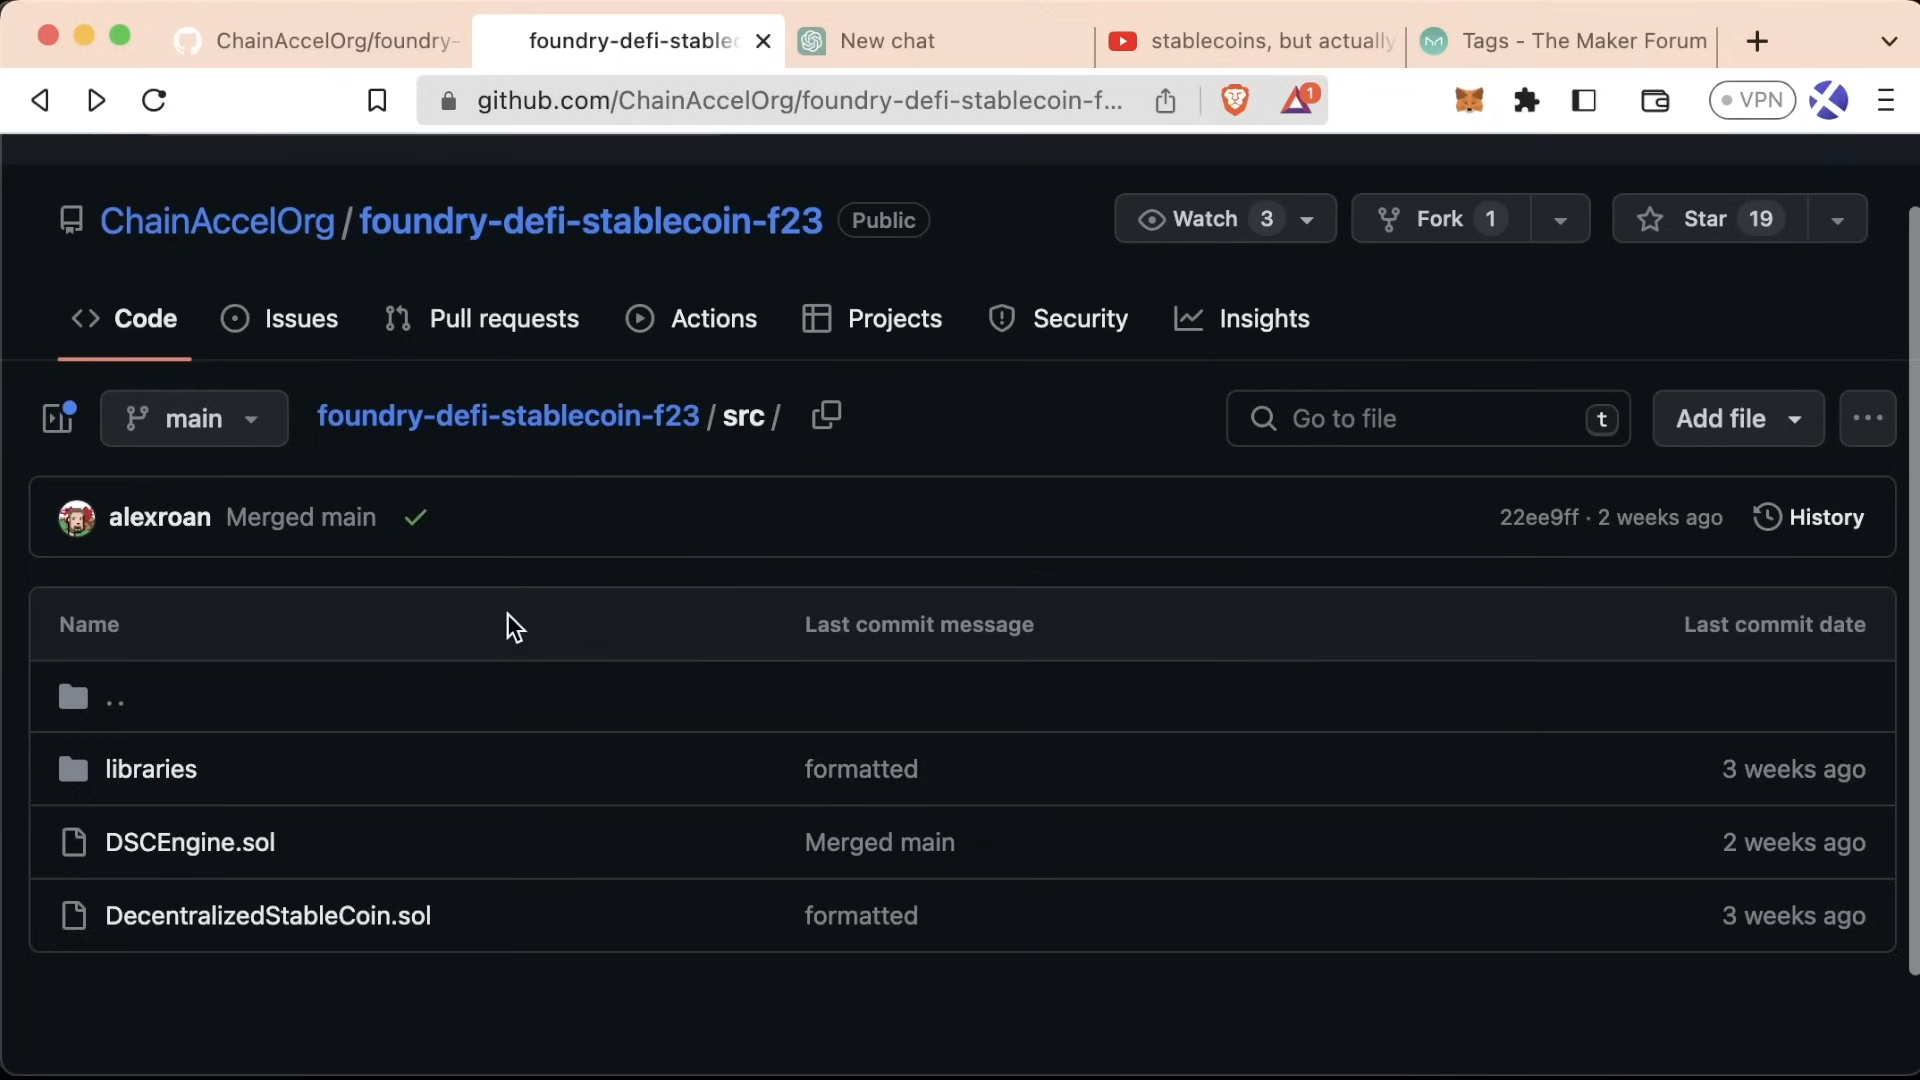 ChainAccelOrg/foundry-
foundry-defi-stablec
New chat
stablecoins, but actually
Tags - The Maker Forum
github.com/ChainAccelOrg/foundry-defi-stablecoin-f...
1
VPN
ChainAccelOrg / foundry-defi-stablecoin-f23 Public
Watch 3
Fork 1
Star 19
Code
Issues
Pull requests
Actions
Projects
Security
Insights
main
foundry-defi-stablecoin-f23 / src /
Go to file t
Add file
alexroan Merged main
22ee9ff · 2 weeks ago
History
Name Last commit message Last commit date
..
libraries formatted 3 weeks ago
DSCEngine.sol Merged main 2 weeks ago
DecentralizedStableCoin.sol formatted 3 weeks ago